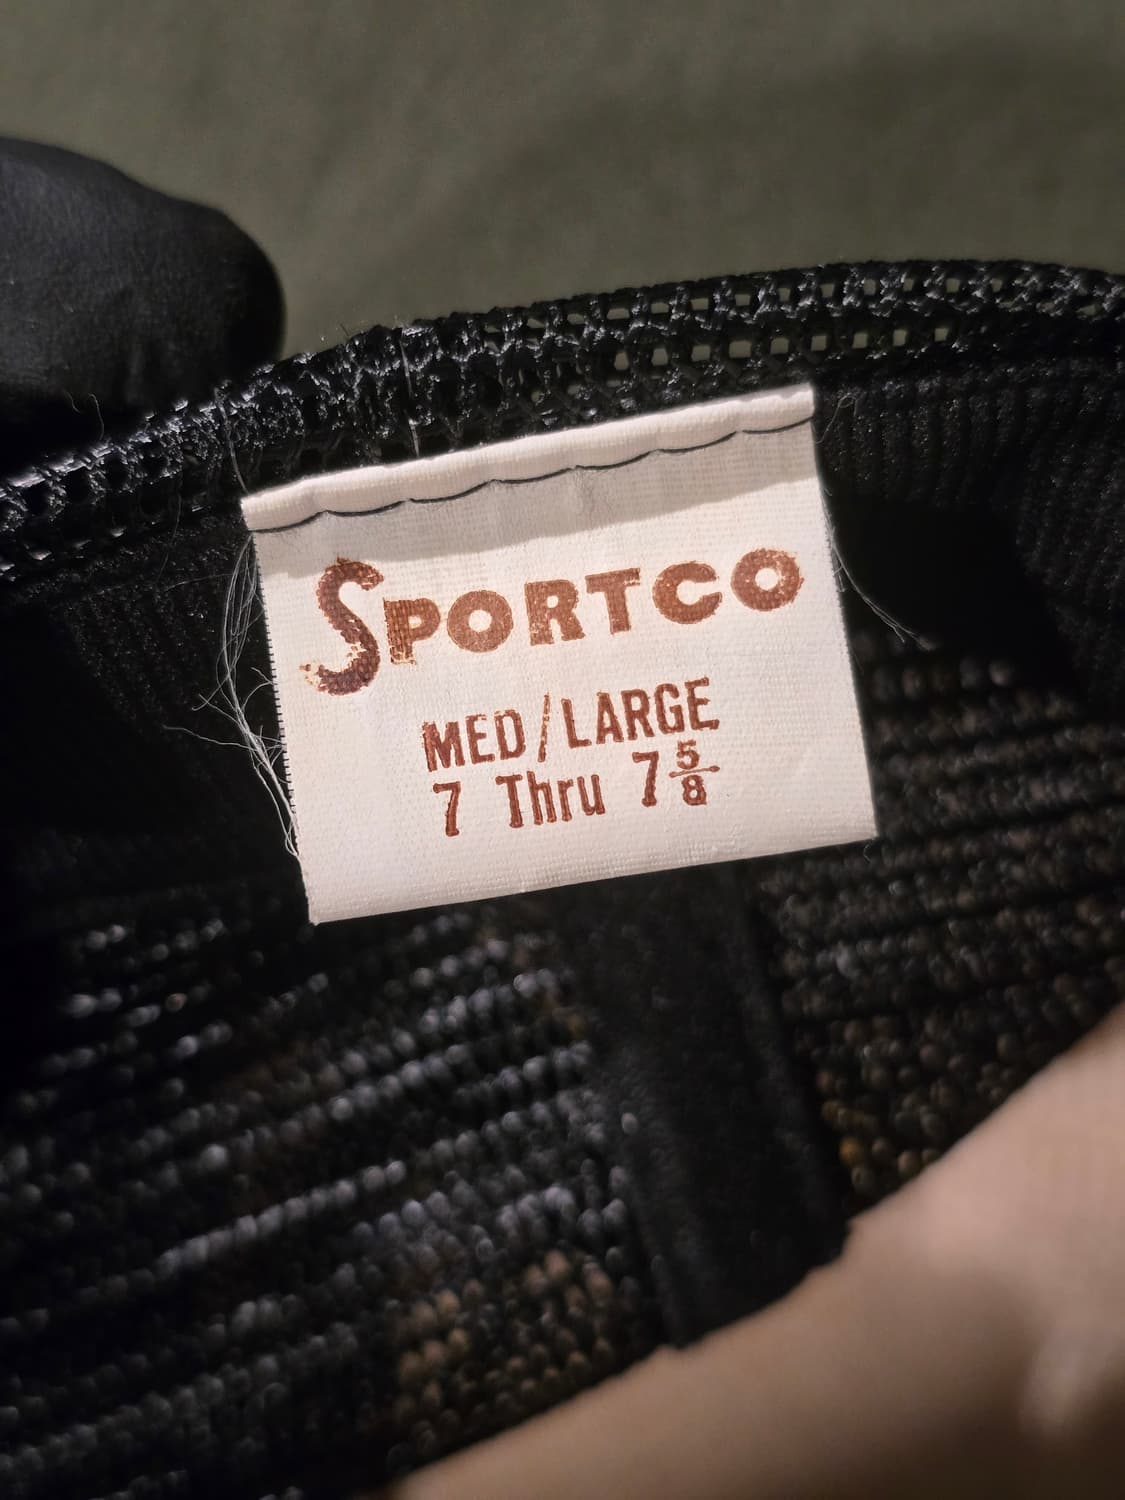 SPORTCO
MED/LARGE
7 Thru 7 5/8